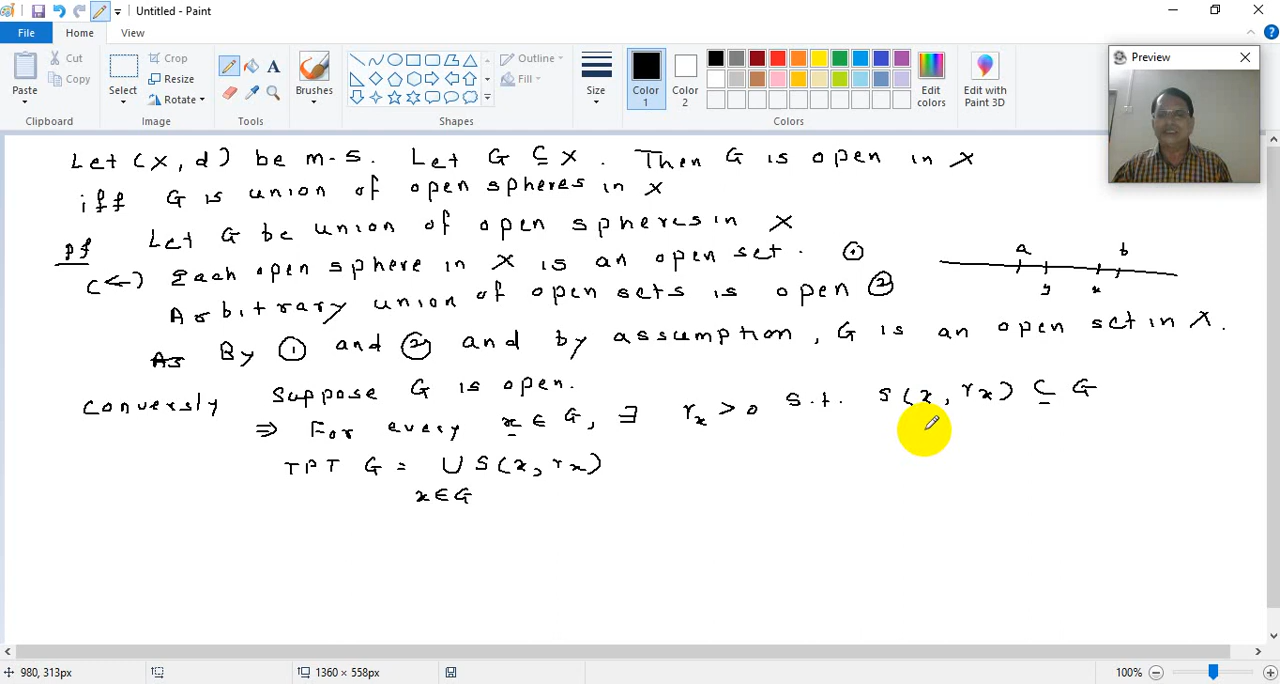 Untitled - Paint
File Home View
Paste Cut Copy Clipboard
Select Crop Resize Rotate Image
Tools
Brushes
Shapes Outline Fill
Size
Color 1 Color 2 Edit colors Colors
Edit with Paint 3D
Preview
Let (X, d) be m-s. Let G ⊆ X. Then G is open in X
iff G is union of open spheres in X
Pf Let G be union of open spheres in X
(⇐) Each open sphere in X is an open set. ①
a b
y x
Arbitrary union of open sets is open ②
By ① and ② and by assumption, G is an open set in X.
Conversly Suppose G is open.
⇒ For every x ∈ G, ∃ rₓ > 0 s.t. S(x, rₓ) ⊆ G
TPT G = ∪ S(x, rₓ)
x ∈ G
980, 313px 1360 × 558px 100%